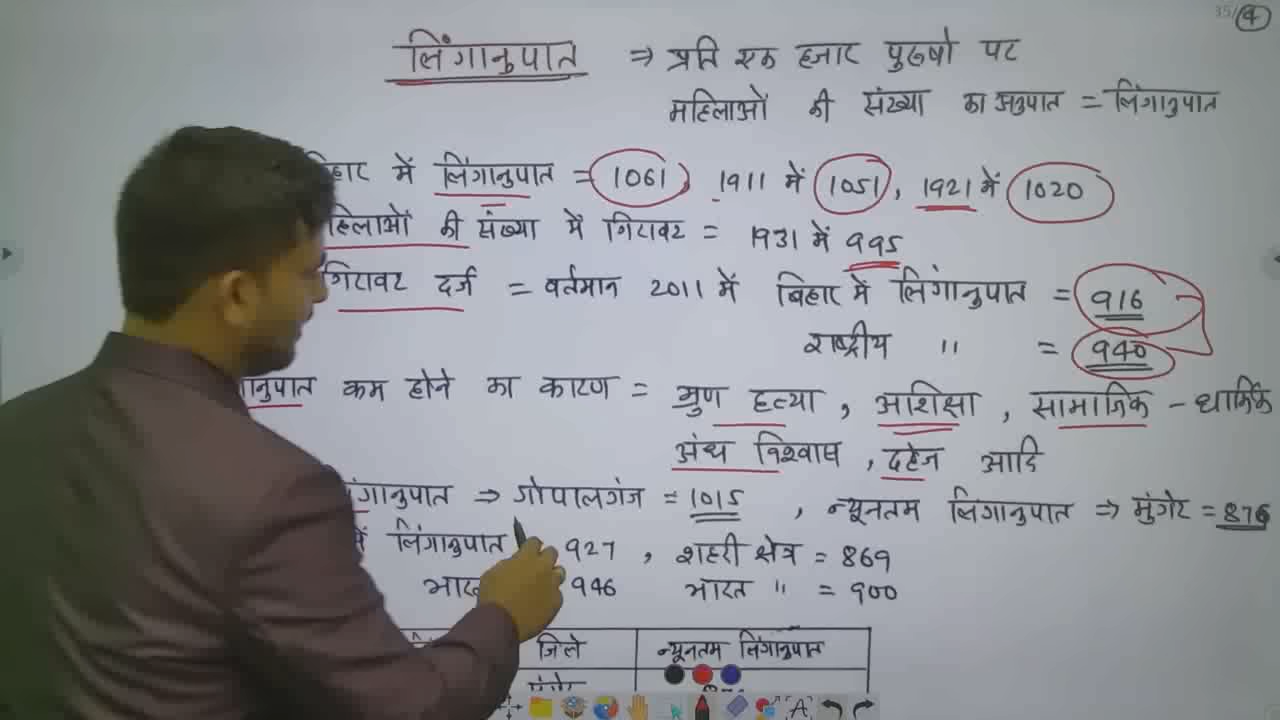 35/ 4
लिंगानुपात ⇒ प्रति एक हजार पुरुषो पर
महिलाओं की संख्या का अनुपात = लिंगानुपात
में लिंगानुपात = 1061, 1911 में 1051, 1921 में 1020
की संख्या में गिरावट = 1931 में 995
गिरावट दर्ज = वर्तमान 2011 में बिहार में लिंगानुपात = 916
राष्ट्रीय " = 940
कम होने का कारण = भ्रुण हत्या, अशिक्षा, सामाजिक - धार्मिक
अंध विश्वास, दहेज आदि
⇒ गोपालगंज = 1015, न्यूनतम लिंगानुपात ⇒ मुंगेर = 876
लिंगानुपात 927, शहरी क्षेत्र = 869
946 भारत " = 900
जिले न्यूनतम लिंगानुपात